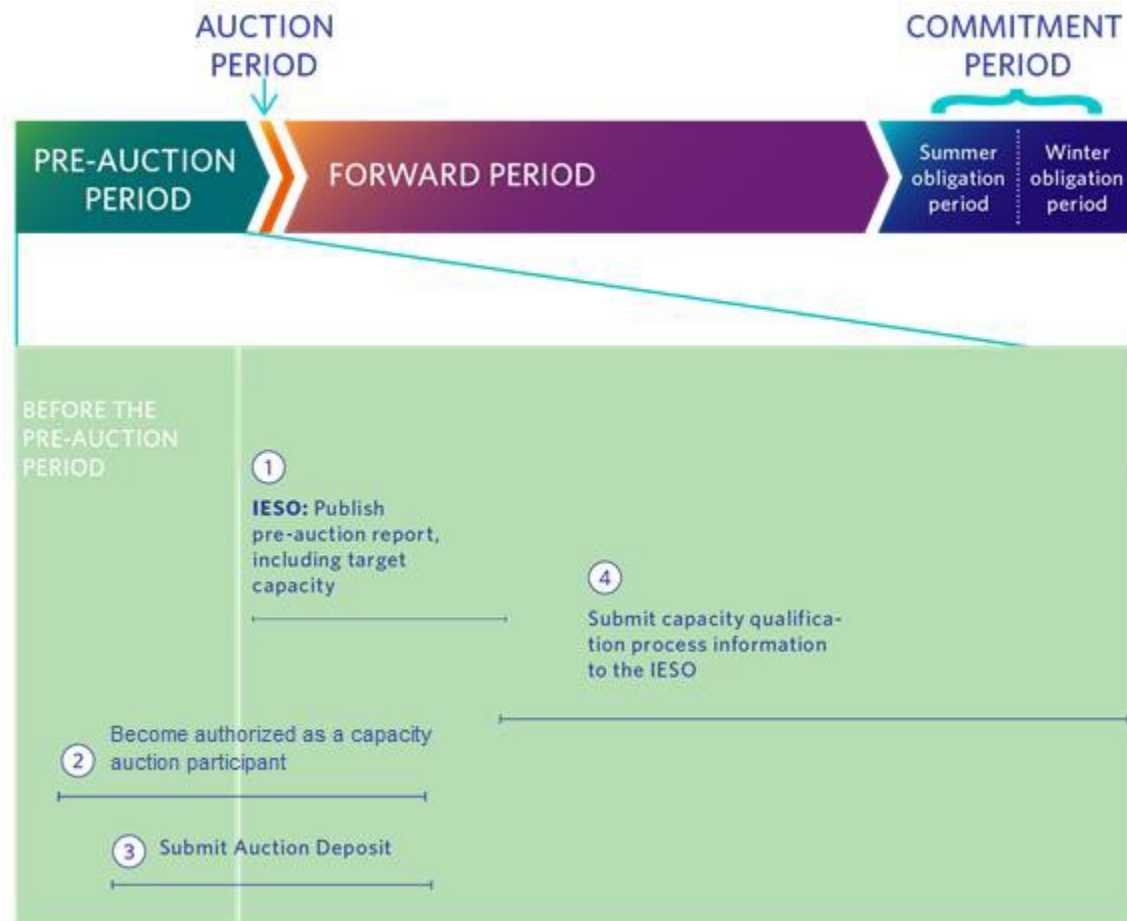 AUCTION
PERIOD
COMMITMENT
PERIOD
PRE-AUCTION
PERIOD
FORWARD PERIOD
Summer
obligation
period
Winter
obligation
period
BEFORE THE
PRE-AUCTION
PERIOD
1
IESO: Publish
pre-auction report,
including target
capacity
4
Submit capacity qualifica-
tion process information
to the IESO
2
Become authorized as a capacity
auction participant
3
Submit Auction Deposit